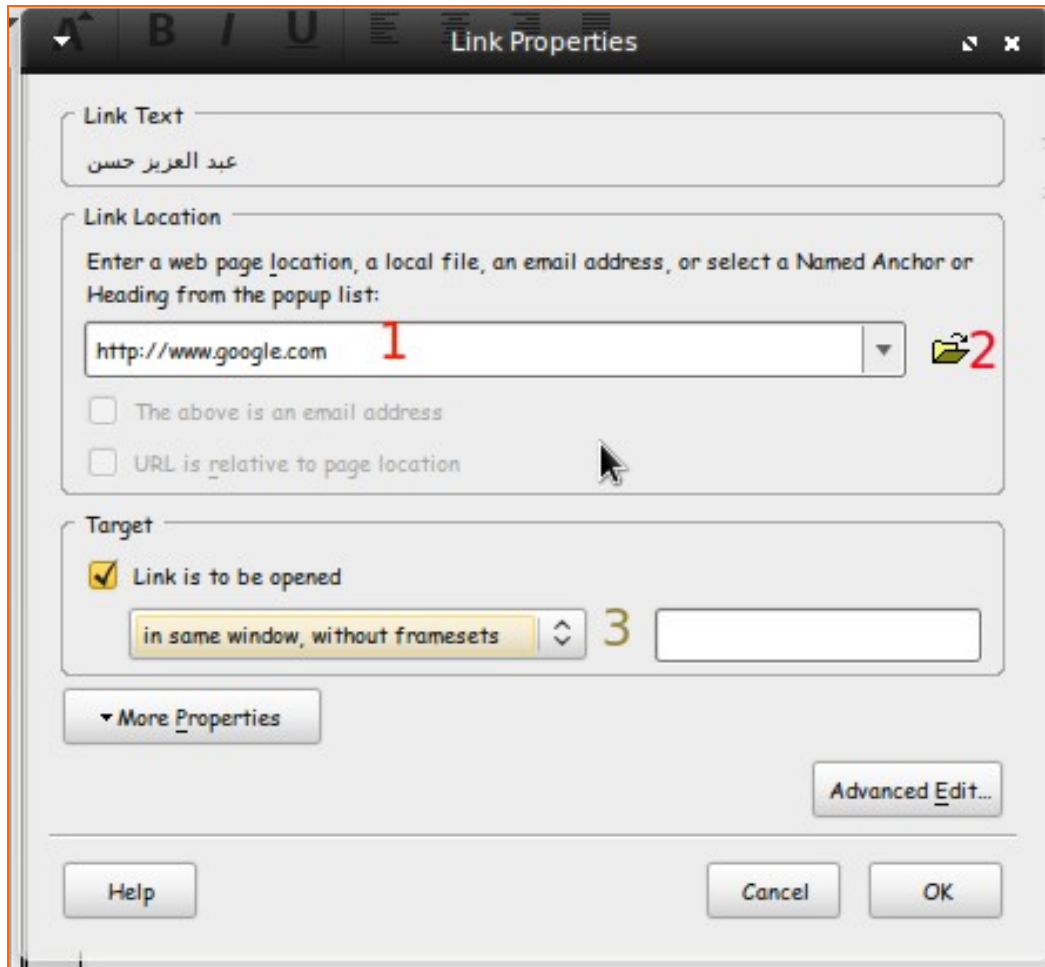 B I U
Link Properties
Link Text
عبد العزيز حسن
Link Location
Enter a web page location, a local file, an email address, or select a Named Anchor or
Heading from the popup list:
http://www.google.com 1
2
The above is an email address
URL is relative to page location
Target
Link is to be opened
in same window, without framesets 3
More Properties
Advanced Edit...
Help Cancel OK